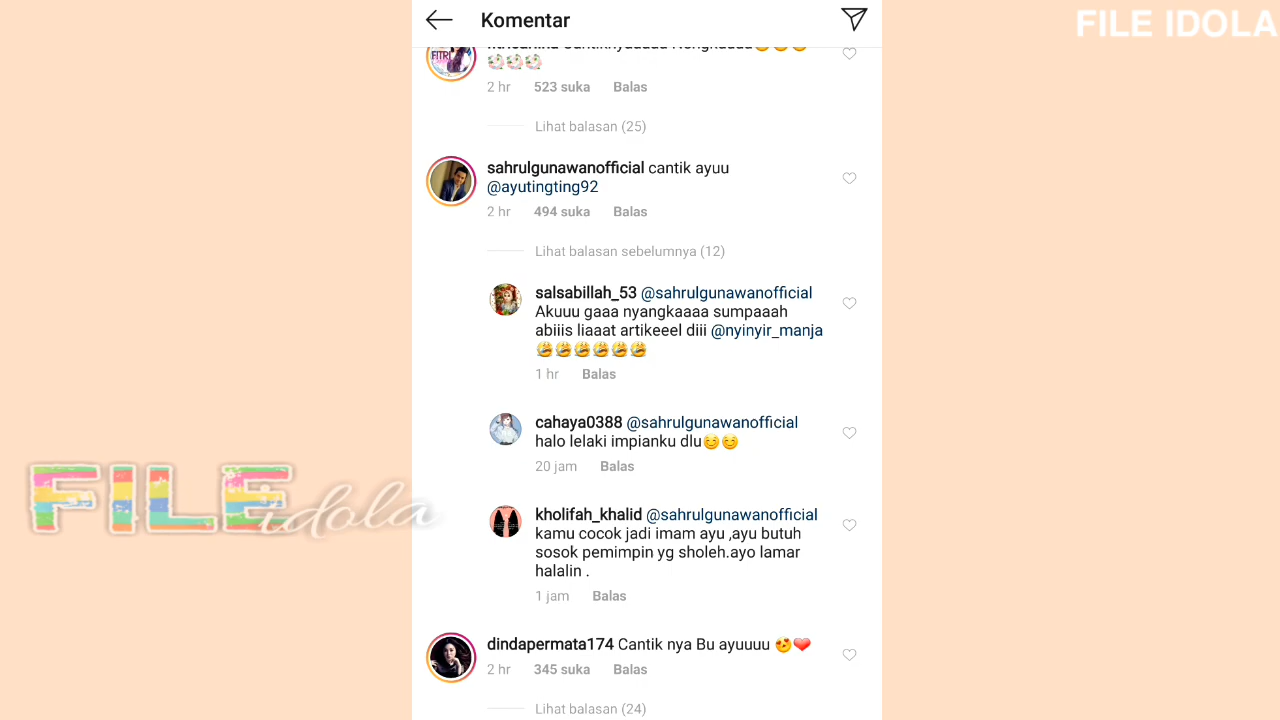 Komentar
FILE IDOLA
FITRI
523 suka
2 hr
Balas
Lihat balasan (25)
sahrulgunawanofficial cantik ayuu
@ayutingting92
2 hr 494 suka Balas
Lihat balasan sebelumnya (12)
salsabillah_53 @sahrulgunawanofficial
Akuuu gaaa nyangkaaaa sumpaaah
abiiis liaaat artikeeel diii @nyinyir_manja
🤣🤣🤣🤣🤣🤣
1 hr Balas
cahaya0388 @sahrulgunawanofficial
halo lelaki impianku dlu😊😊
20 jam Balas
FILE idola
kholifah_khalid @sahrulgunawanofficial
kamu cocok jadi imam ayu ,ayu butuh
sosok pemimpin yg sholeh.ayo lamar
halalin .
1 jam Balas
dindapermata174 Cantik nya Bu ayuuuu 😍❤
2 hr 345 suka Balas
Lihat balasan (24)